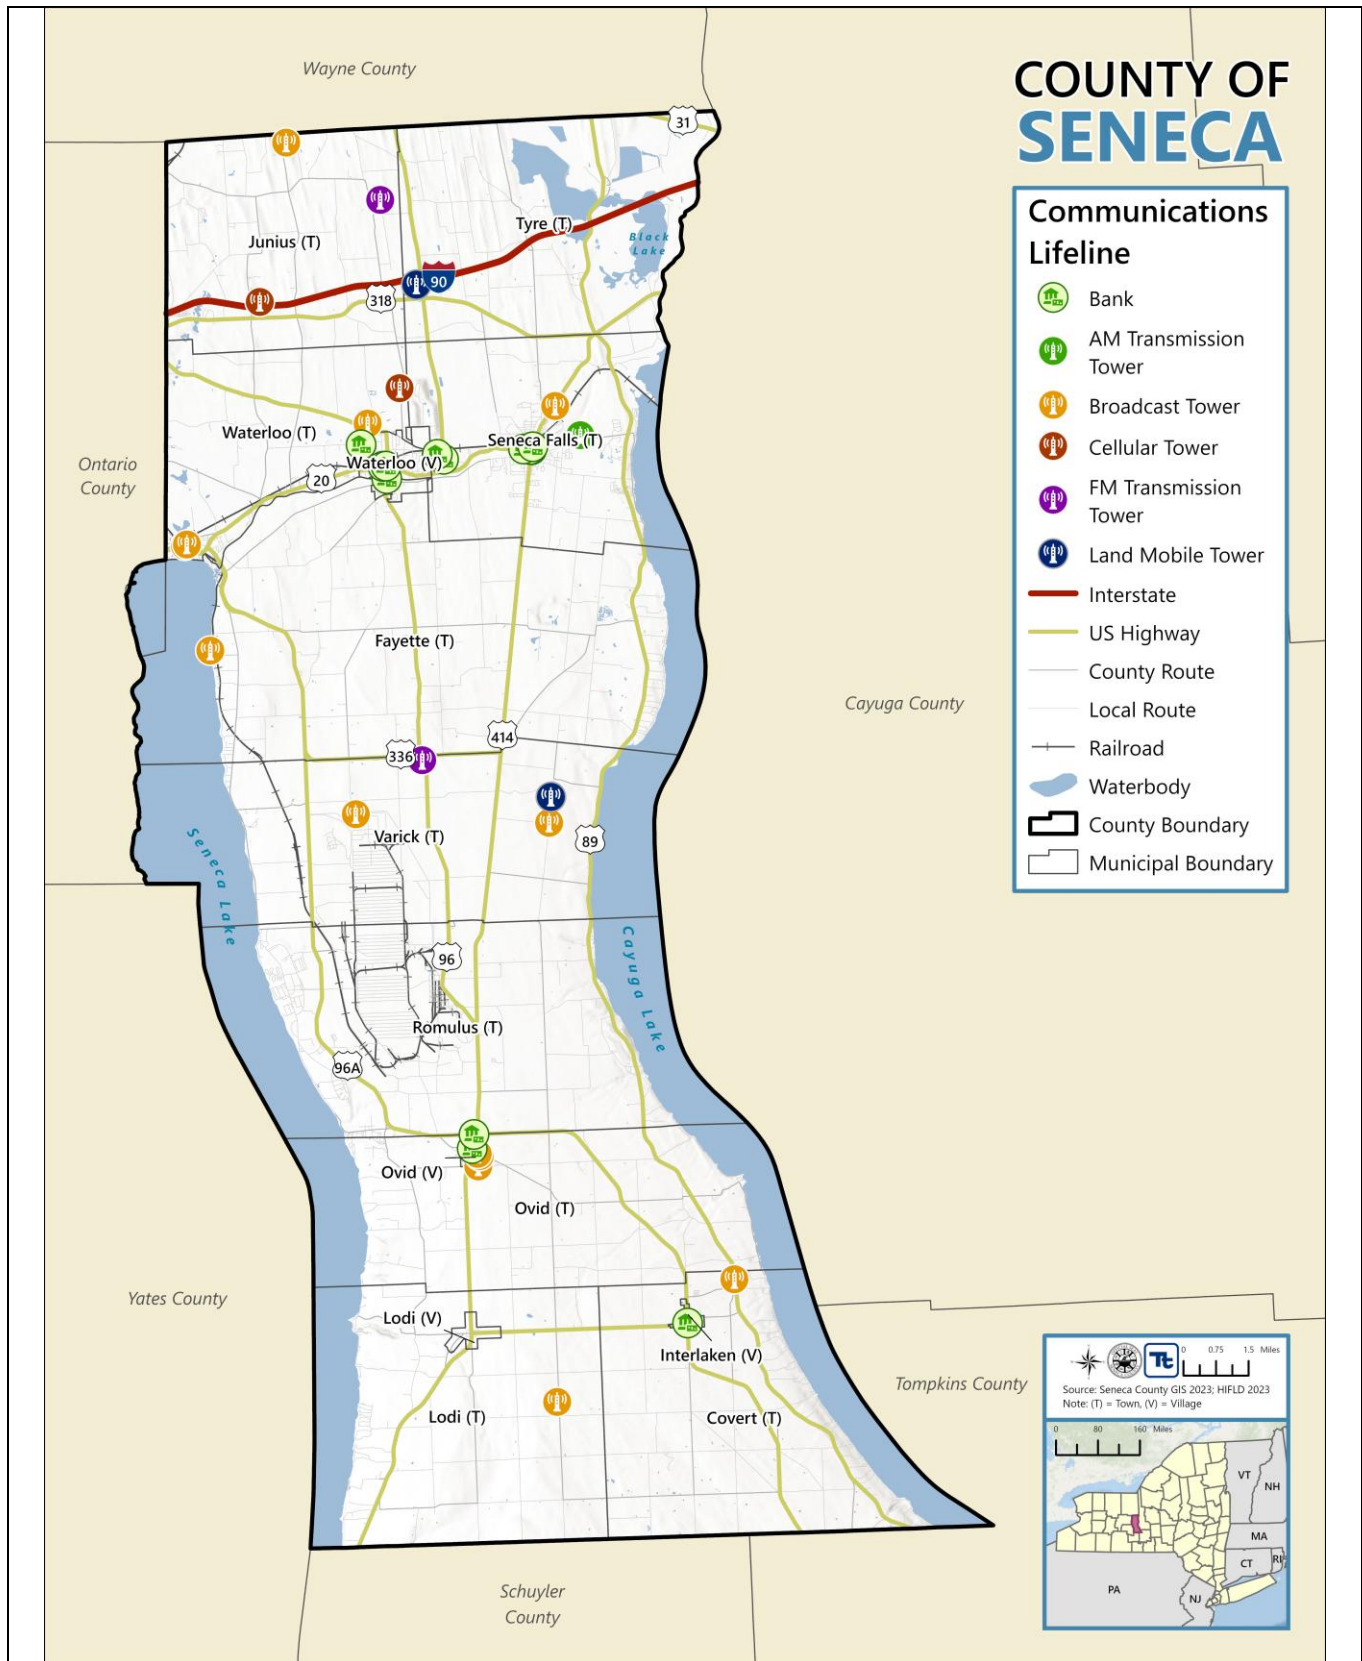 COUNTY OF
SENECA
Communications
Lifeline
Bank
AM Transmission
Tower
Broadcast Tower
Cellular Tower
FM Transmission
Tower
Land Mobile Tower
Interstate
US Highway
County Route
Local Route
Railroad
Waterbody
County Boundary
Municipal Boundary
Wayne County
31
Tyre (T)
Junius (T)
Black
Lake
90
318
Waterloo (T)
Seneca Falls (T)
Waterloo (V)
Ontario
County
20
Fayette (T)
Cayuga County
414
336
Varick (T)
89
Seneca Lake
Cayuga Lake
96
Romulus (T)
96A
Ovid (V)
Ovid (T)
Yates County
Lodi (V)
Interlaken (V)
Tompkins County
Lodi (T)
Covert (T)
Schuyler
County
Tt
0 0.75 1.5 Miles
Source: Seneca County GIS 2023; HIFLD 2023
Note: (T) = Town, (V) = Village
0 80 160 Miles
VT
NH
MA
CT
RI
PA
NJ